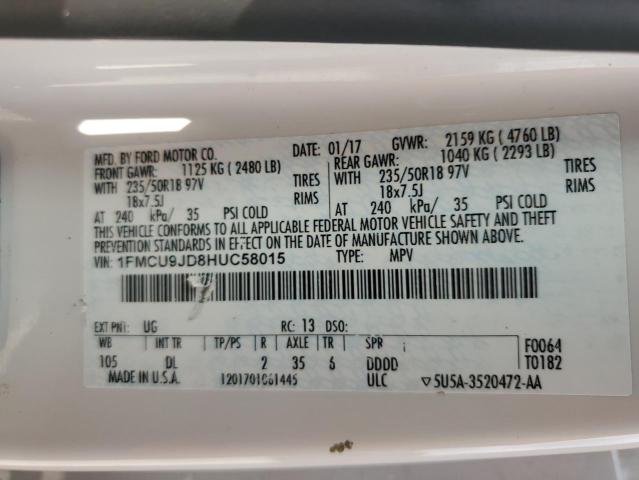 MFD. BY FORD MOTOR CO. DATE: 01/17 GVWR: 2159 KG ( 4760 LB)
FRONT GAWR: 1125 KG ( 2480 LB) REAR GAWR: 1040 KG ( 2293 LB)
WITH 235/50R18 97V TIRES WITH 235/50R18 97V TIRES
18x7.5J RIMS 18x7.5J RIMS
AT 240 kPa/ 35 PSI COLD AT 240 kPa/ 35 PSI COLD
THIS VEHICLE CONFORMS TO ALL APPLICABLE FEDERAL MOTOR VEHICLE SAFETY AND THEFT
PREVENTION STANDARDS IN EFFECT ON THE DATE OF MANUFACTURE SHOWN ABOVE.
VIN: 1FMCU9JD8HUC58015 TYPE: MPV
EXT PNT: UG RC: 13 DSO:
WB INT TR TP/PS R AXLE TR SPR F0064
105 DL 2 35 6 DDDD T0182
MADE IN U.S.A. ULC ▽5U5A-3520472-AA